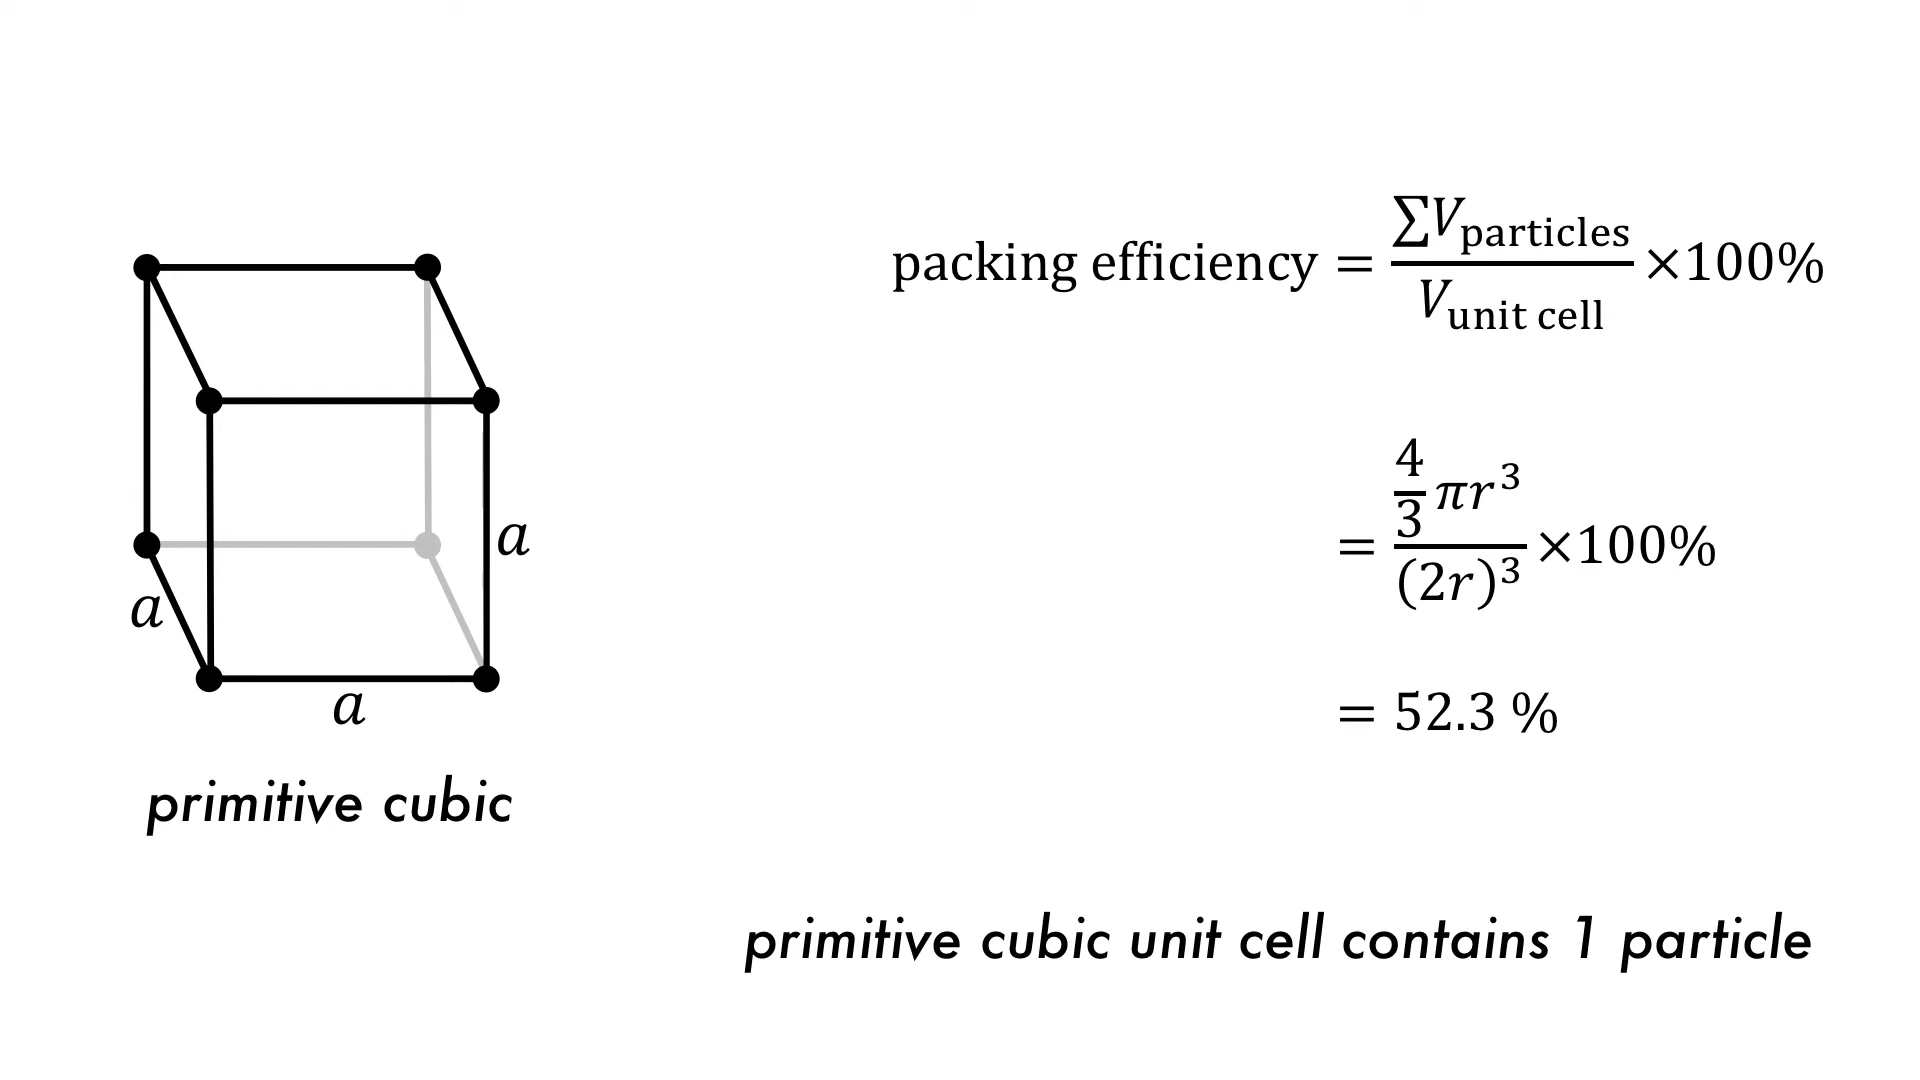 packing efficiency = ∑V_particles / V_unit cell ×100%
= 4/3 πr³ / (2r)³ ×100%
= 52.3 %
a
a
a
primitive cubic
primitive cubic unit cell contains 1 particle